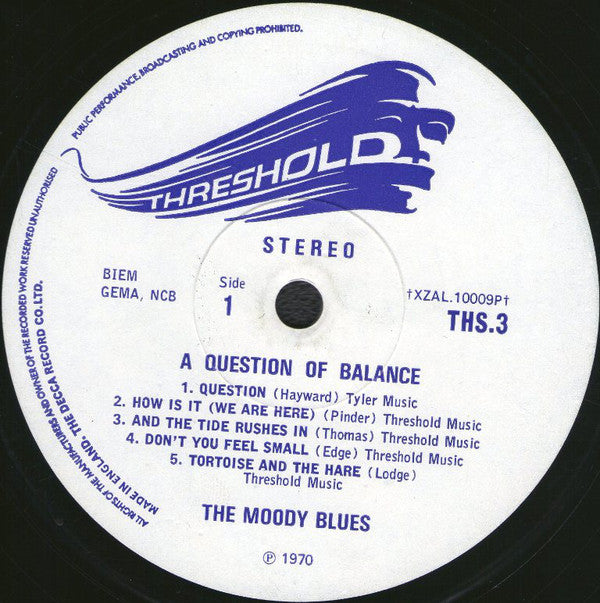 PUBLIC PERFORMANCE, BROADCASTING AND COPYING PROHIBITED.
ALL RIGHTS OF THE MANUFACTURERS AND OWNER OF THE RECORDED WORK RESERVED UNAUTHORISED
MADE IN ENGLAND. THE DECCA RECORD CO. LTD.
THRESHOLD
STEREO
BIEM
GEMA, NCB
Side
1
†XZAL.10009P†
THS.3
A QUESTION OF BALANCE
1. QUESTION (Hayward) Tyler Music
2. HOW IS IT (WE ARE HERE) (Pinder) Threshold Music
3. AND THE TIDE RUSHES IN (Thomas) Threshold Music
4. DON'T YOU FEEL SMALL (Edge) Threshold Music
5. TORTOISE AND THE HARE (Lodge)
Threshold Music
THE MOODY BLUES
Ⓟ 1970